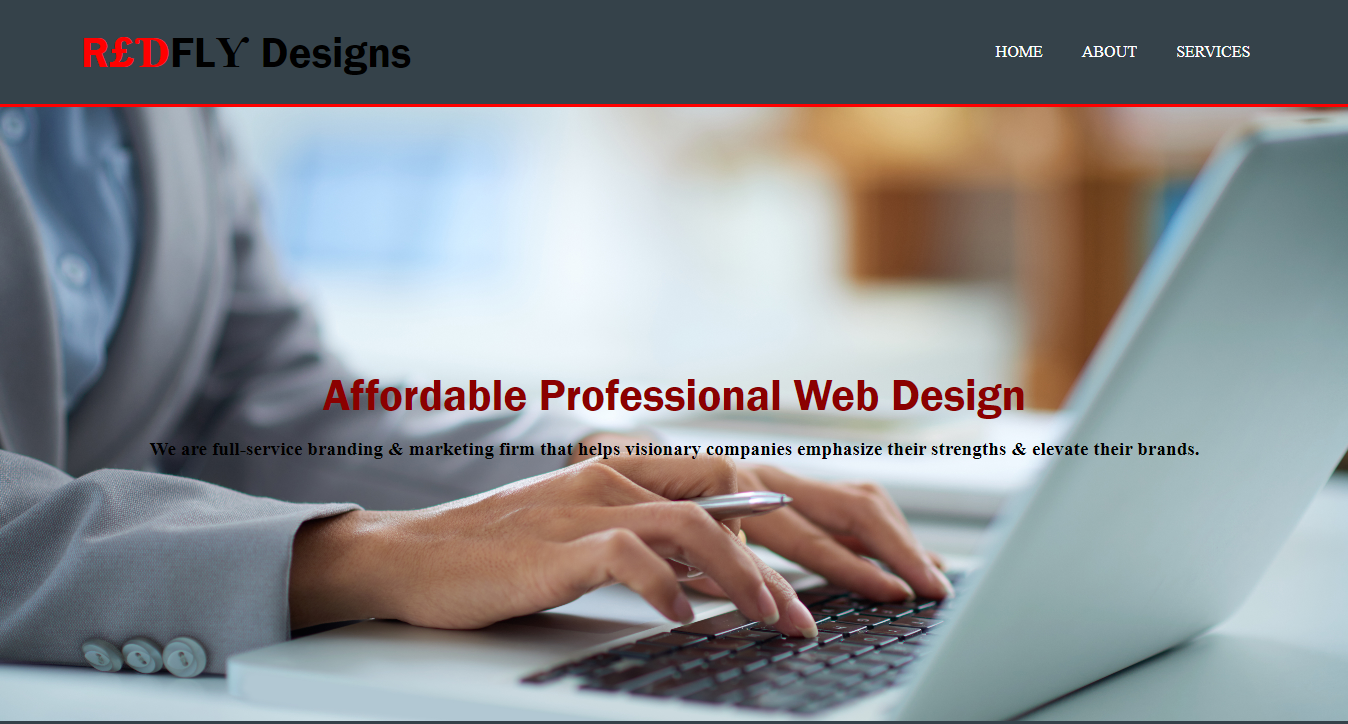 R£ƊFLƳ Designs
HOME ABOUT SERVICES
Affordable Professional Web Design
We are full-service branding & marketing firm that helps visionary companies emphasize their strengths & elevate their brands.